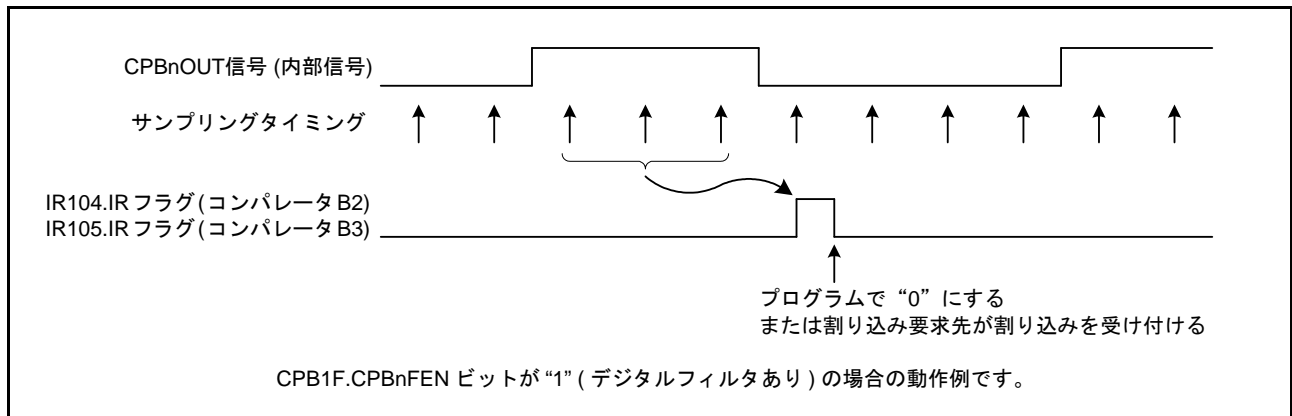 CPBnOUT信号 (内部信号)
サンプリングタイミング
IR104.IR フラグ (コンパレータ B2)
IR105.IR フラグ (コンパレータ B3)
プログラムで “0” にする
または割り込み要求先が割り込みを受け付ける
CPB1F.CPBnFEN ビットが “1” ( デジタルフィルタあり ) の場合の動作例です。